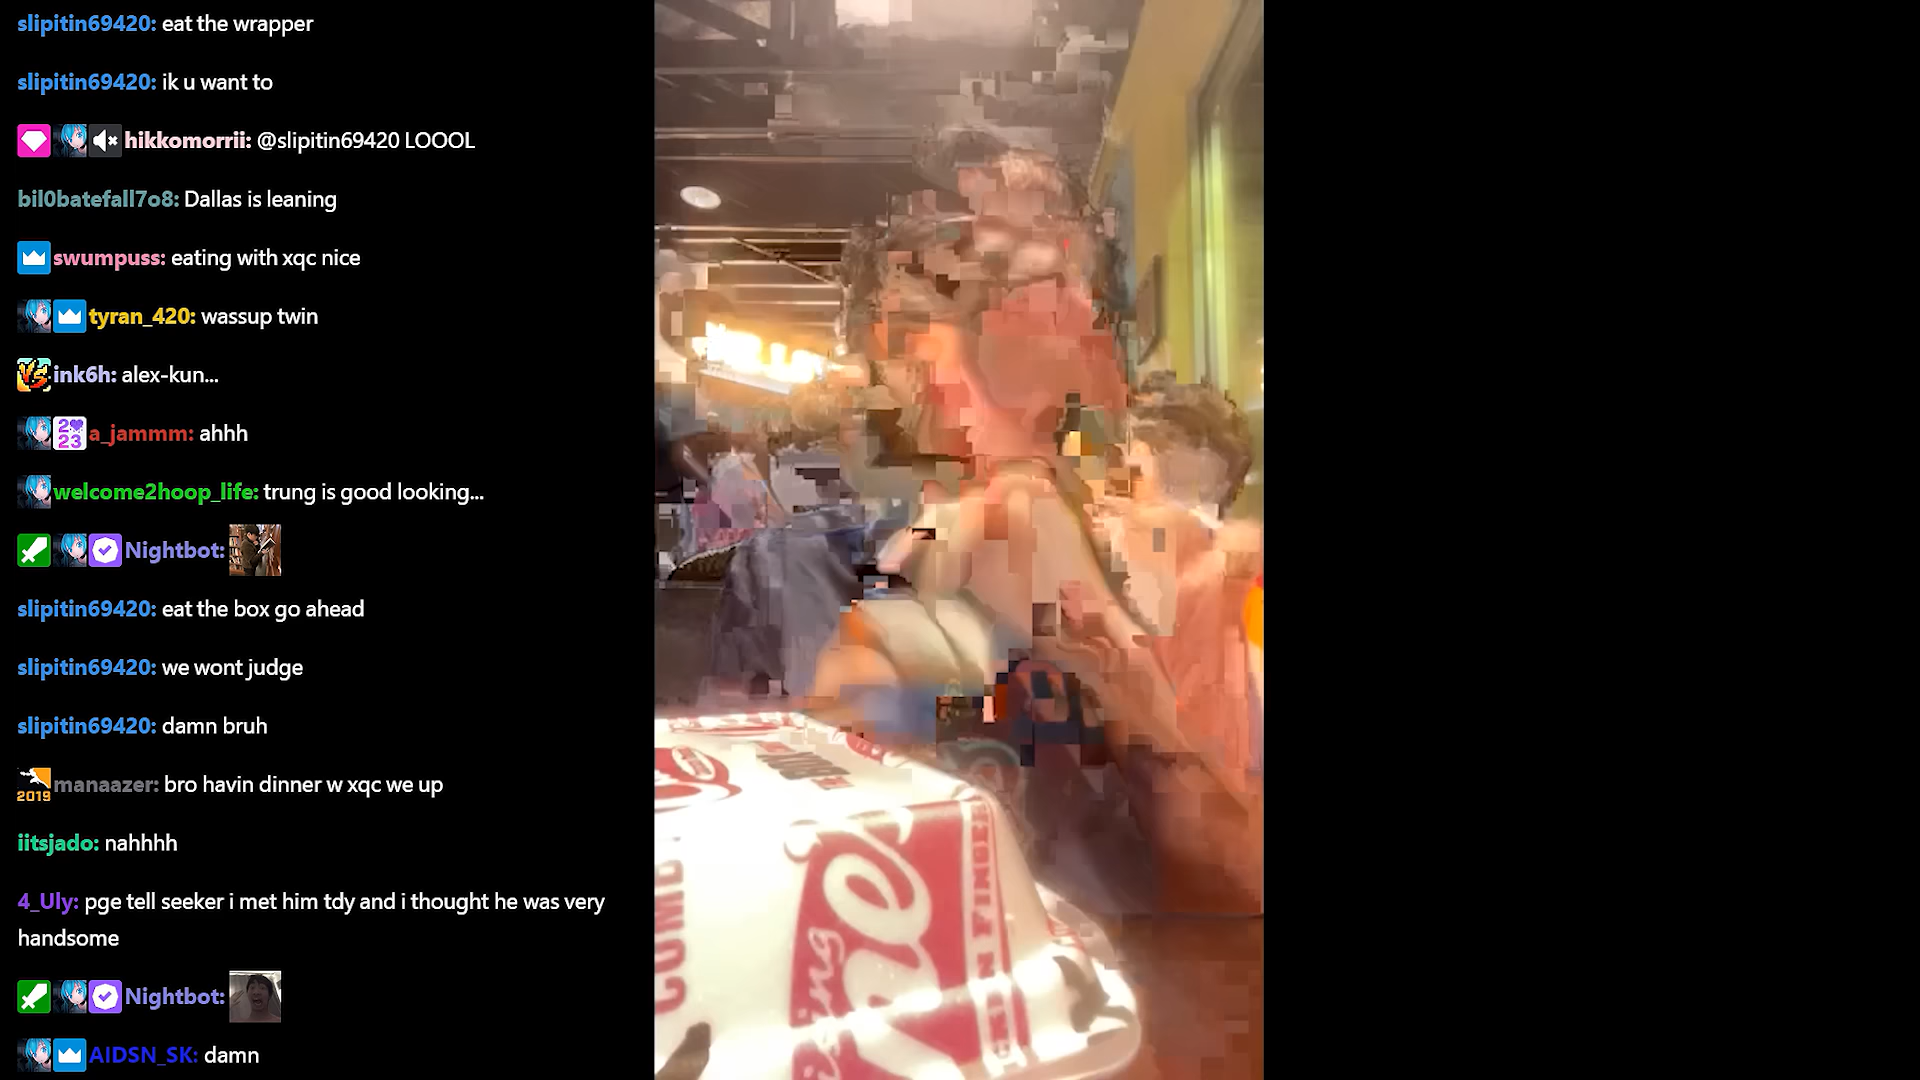 slipitin69420: eat the wrapper
slipitin69420: ik u want to
hikkomorrii: @slipitin69420 LOOOL
bil0batefall7o8: Dallas is leaning
swumpuss: eating with xqc nice
tyran_420: wassup twin
ink6h: alex-kun...
2023 a_jammm: ahhh
welcome2hoop_life: trung is good looking...
Nightbot:
slipitin69420: eat the box go ahead
slipitin69420: we wont judge
slipitin69420: damn bruh
2019 manaazer: bro havin dinner w xqc we up
iitsjado: nahhhh
4_Uly: pge tell seeker i met him tdy and i thought he was very
handsome
Nightbot:
AIDSN_SK: damn